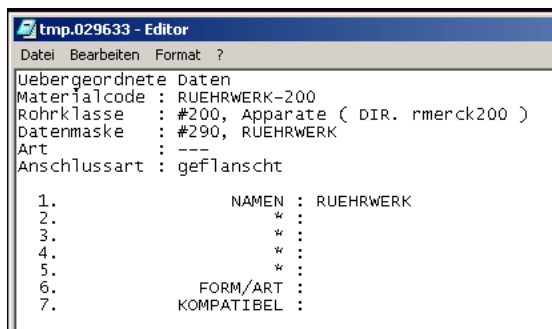 tmp.029633 - Editor
Datei Bearbeiten Format ?
Uebergeordnete Daten
Materialcode : RUEHRWERK-200
Rohrklasse : #200, Apparate ( DIR. rmerck200 )
Datenmaske : #290, RUEHRWERK
Art : ---
Anschlussart : geflanscht
1. NAMEN : RUEHRWERK
2. * :
3. * :
4. * :
5. * :
6. FORM/ART :
7. KOMPATIBEL :